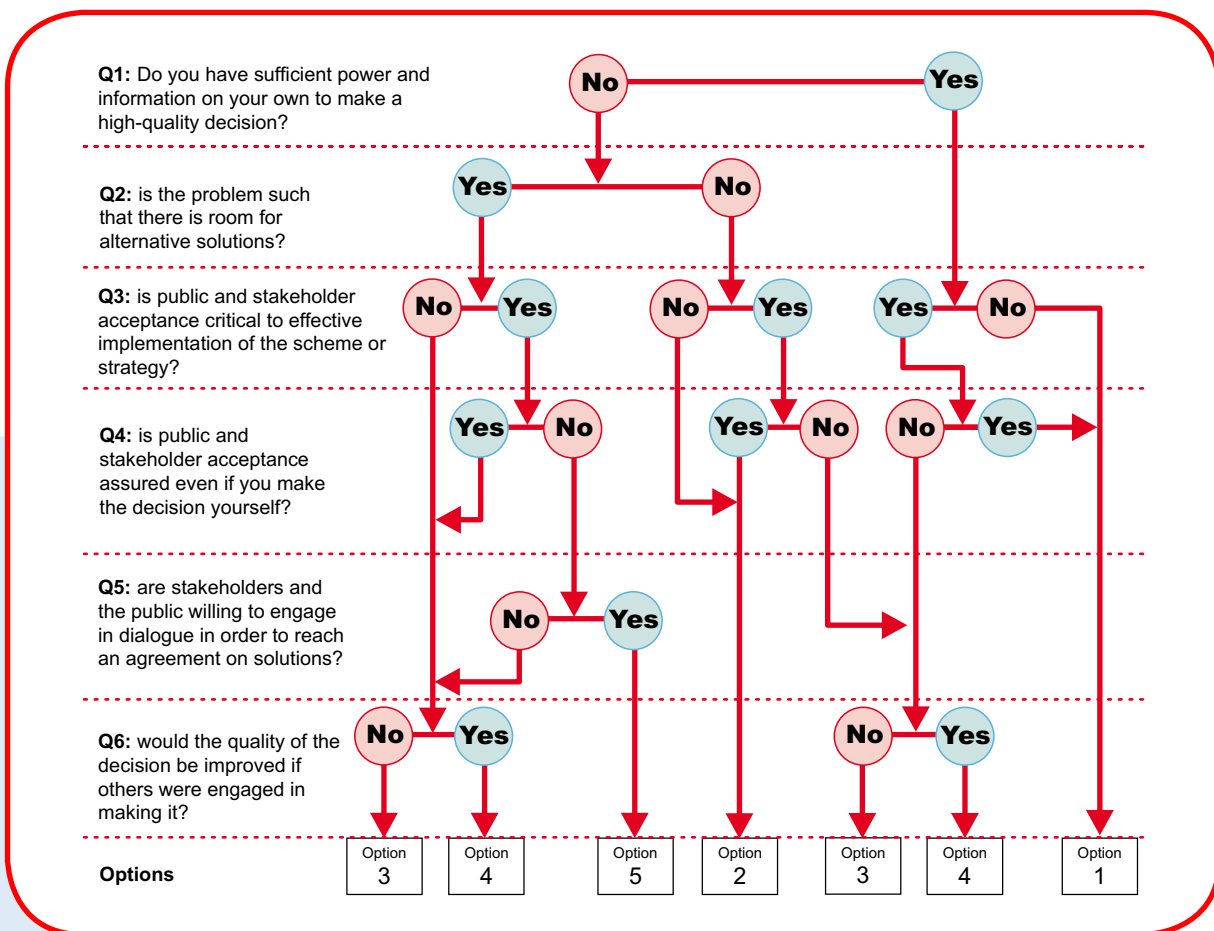 Q1: Do you have sufficient power and
information on your own to make a
high-quality decision?
No
Yes
Q2: is the problem such
that there is room for
alternative solutions?
Yes
No
Q3: is public and stakeholder
acceptance critical to effective
implementation of the scheme or
strategy?
No
Yes
No
Yes
Yes
No
Q4: is public and
stakeholder acceptance
assured even if you make
the decision yourself?
Yes
No
Yes
No
No
Yes
Q5: are stakeholders and
the public willing to engage
in dialogue in order to reach
an agreement on solutions?
No
Yes
Q6: would the quality of the
decision be improved if
others were engaged in
making it?
No
Yes
No
Yes
Options
Option
3
Option
4
Option
5
Option
2
Option
3
Option
4
Option
1